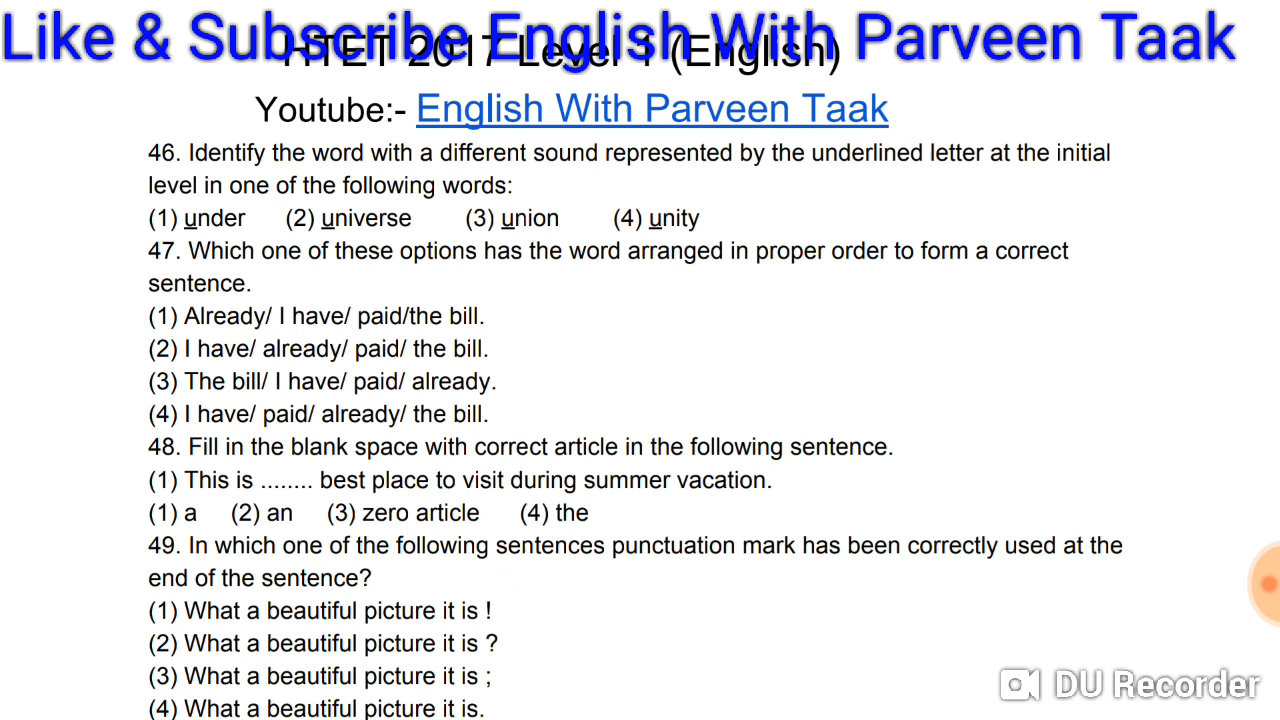 Like & Subscribe English With Parveen Taak
HTET 2017 Level 1 (English)
Youtube:- English With Parveen Taak
46. Identify the word with a different sound represented by the underlined letter at the initial
level in one of the following words:
(1) under (2) universe (3) union (4) unity
47. Which one of these options has the word arranged in proper order to form a correct
sentence.
(1) Already/ I have/ paid/the bill.
(2) I have/ already/ paid/ the bill.
(3) The bill/ I have/ paid/ already.
(4) I have/ paid/ already/ the bill.
48. Fill in the blank space with correct article in the following sentence.
(1) This is ........ best place to visit during summer vacation.
(1) a (2) an (3) zero article (4) the
49. In which one of the following sentences punctuation mark has been correctly used at the
end of the sentence?
(1) What a beautiful picture it is !
(2) What a beautiful picture it is ?
(3) What a beautiful picture it is ;
(4) What a beautiful picture it is.
DU Recorder